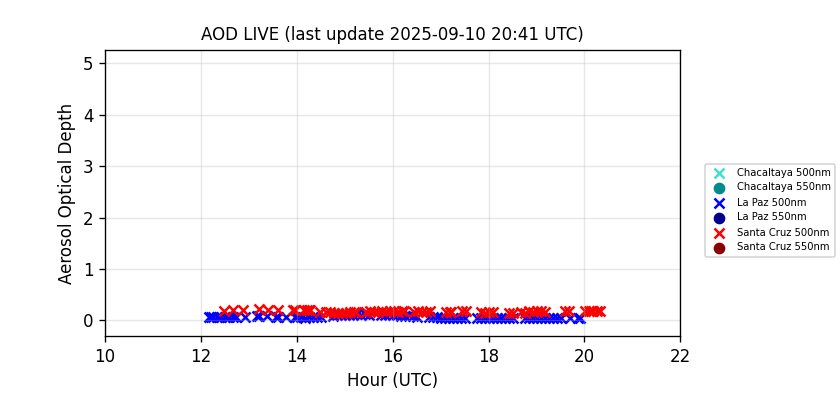 AOD LIVE (last update 2025-09-10 20:41 UTC)
5
4
3
2
1
0
Aerosol Optical Depth
10 12 14 16 18 20 22
Hour (UTC)
Chacaltaya 500nm
Chacaltaya 550nm
La Paz 500nm
La Paz 550nm
Santa Cruz 500nm
Santa Cruz 550nm